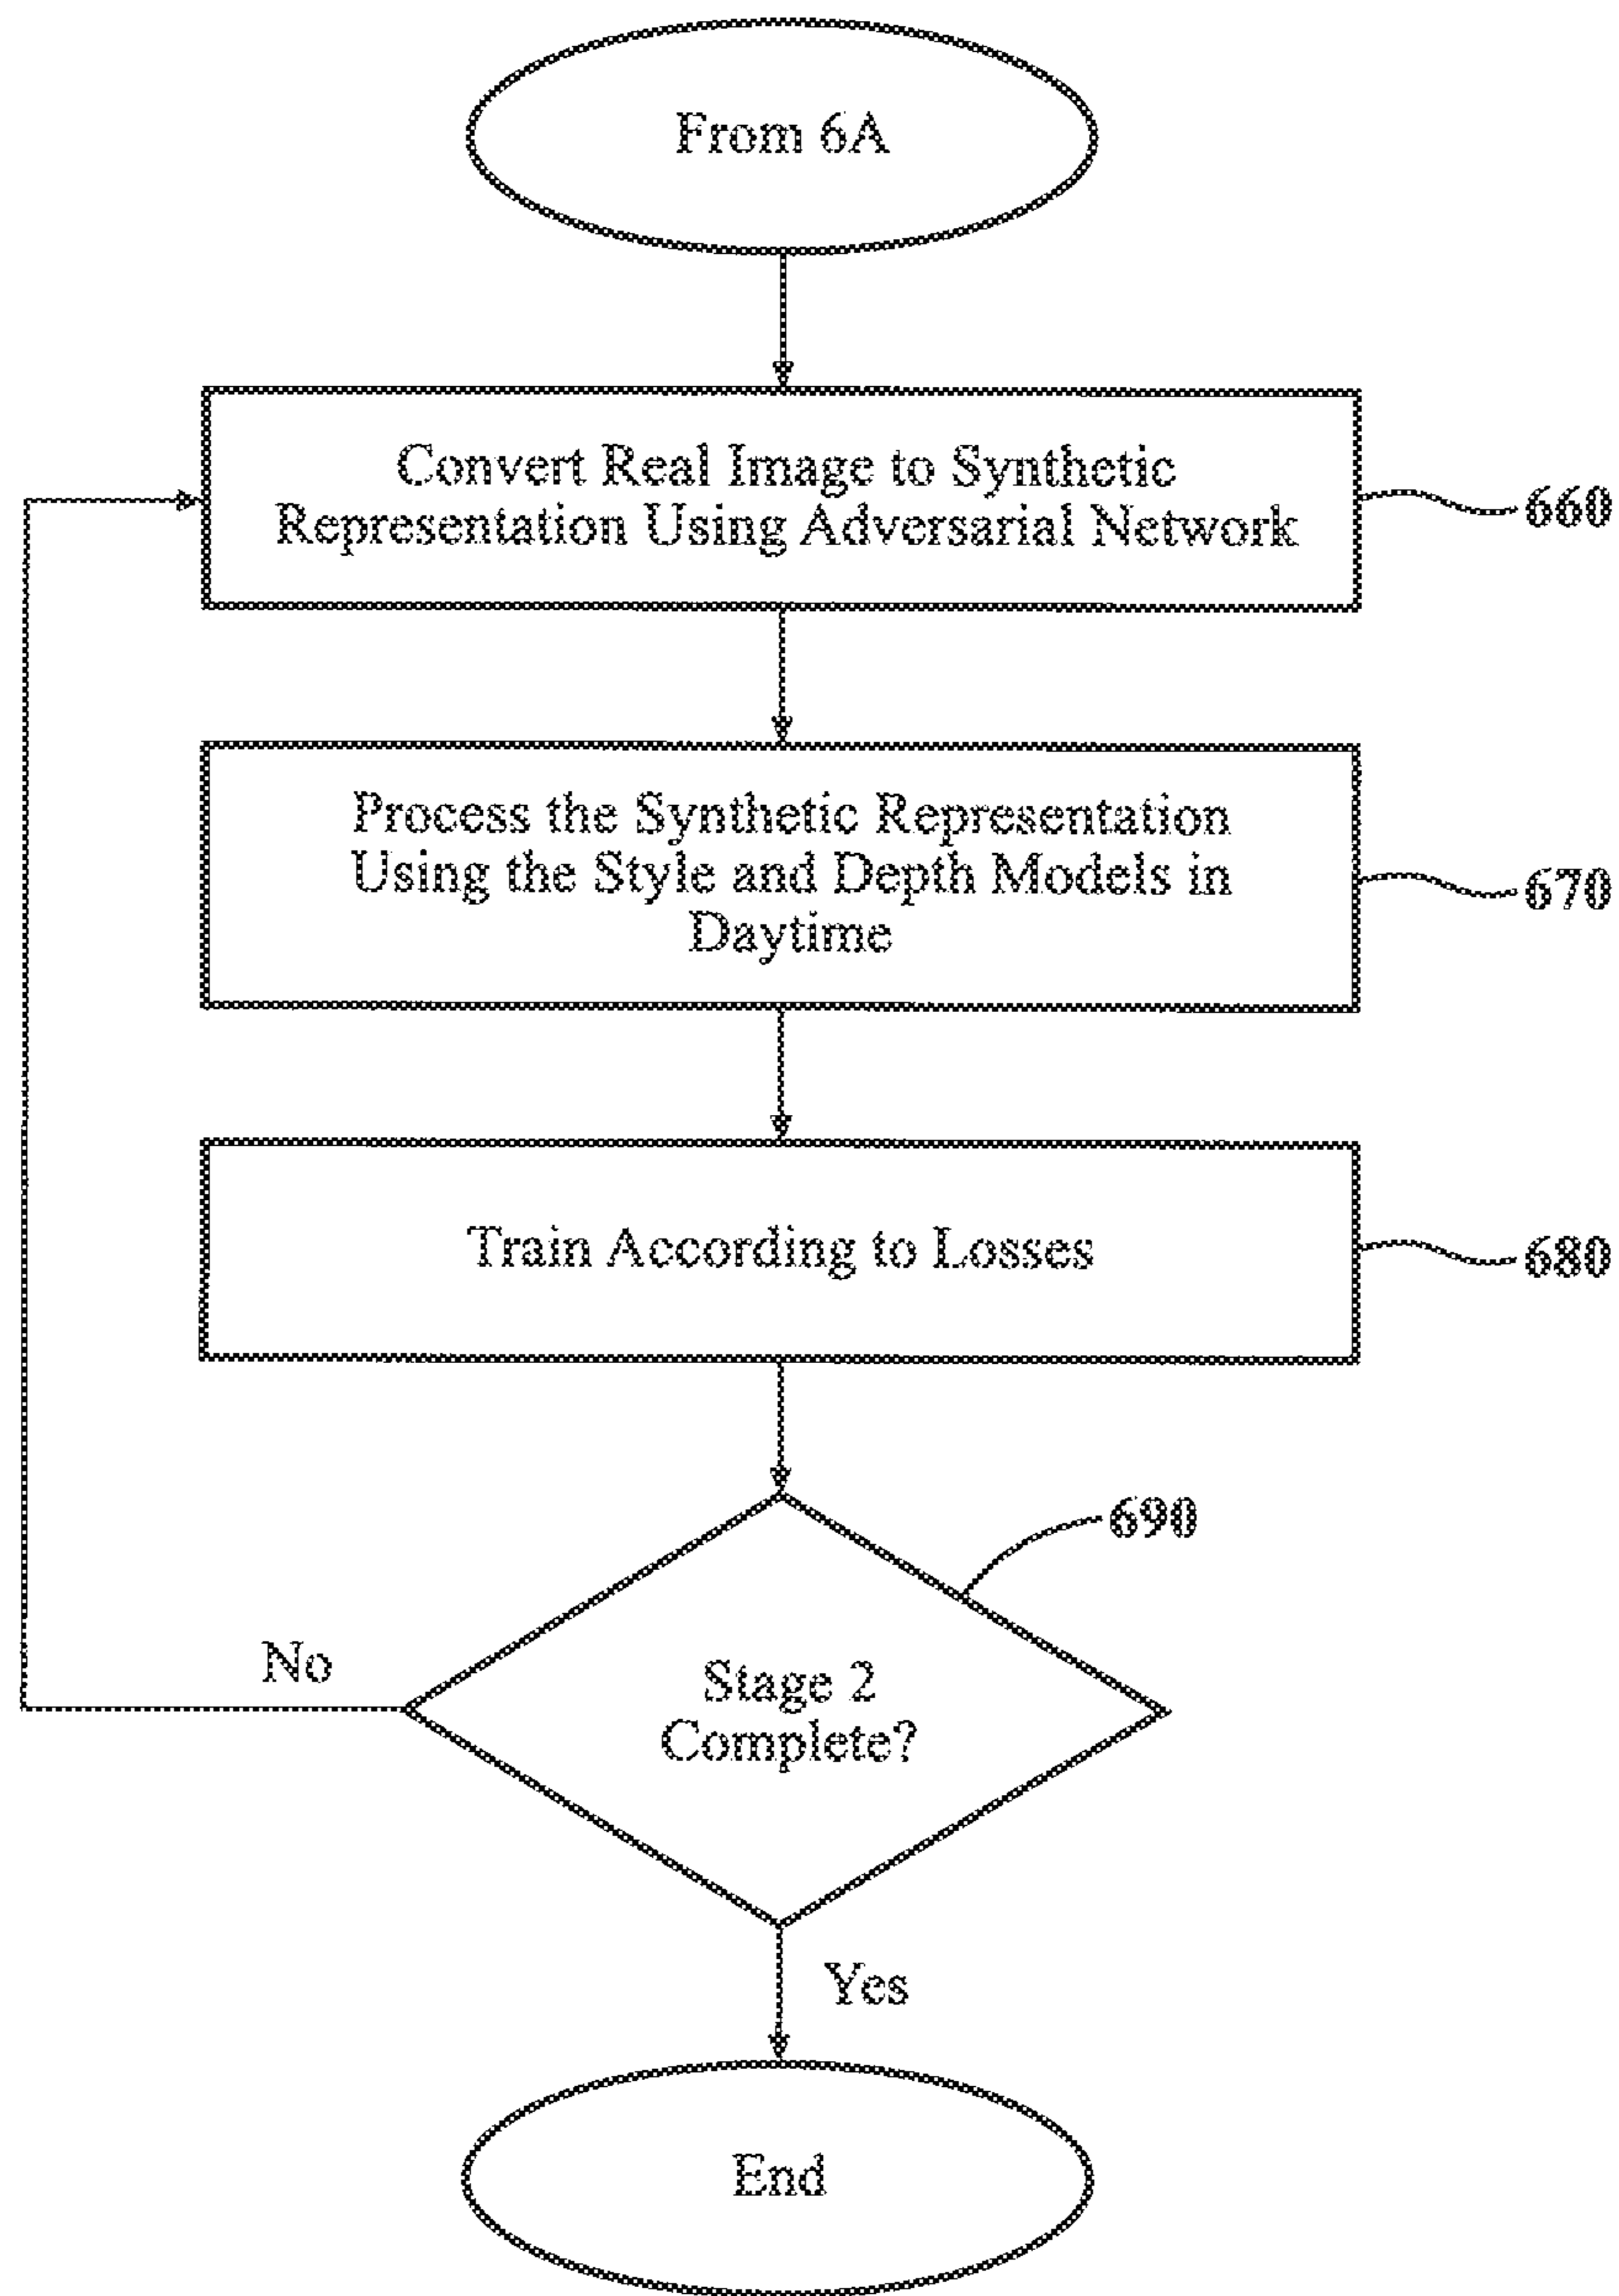 From 6A
Convert Real Image to Synthetic
Representation Using Adversarial Network
660
Process the Synthetic Representation
Using the Style and Depth Models in
Daytime
670
Train According to Losses
680
690
Stage 2
Complete?
No
Yes
End